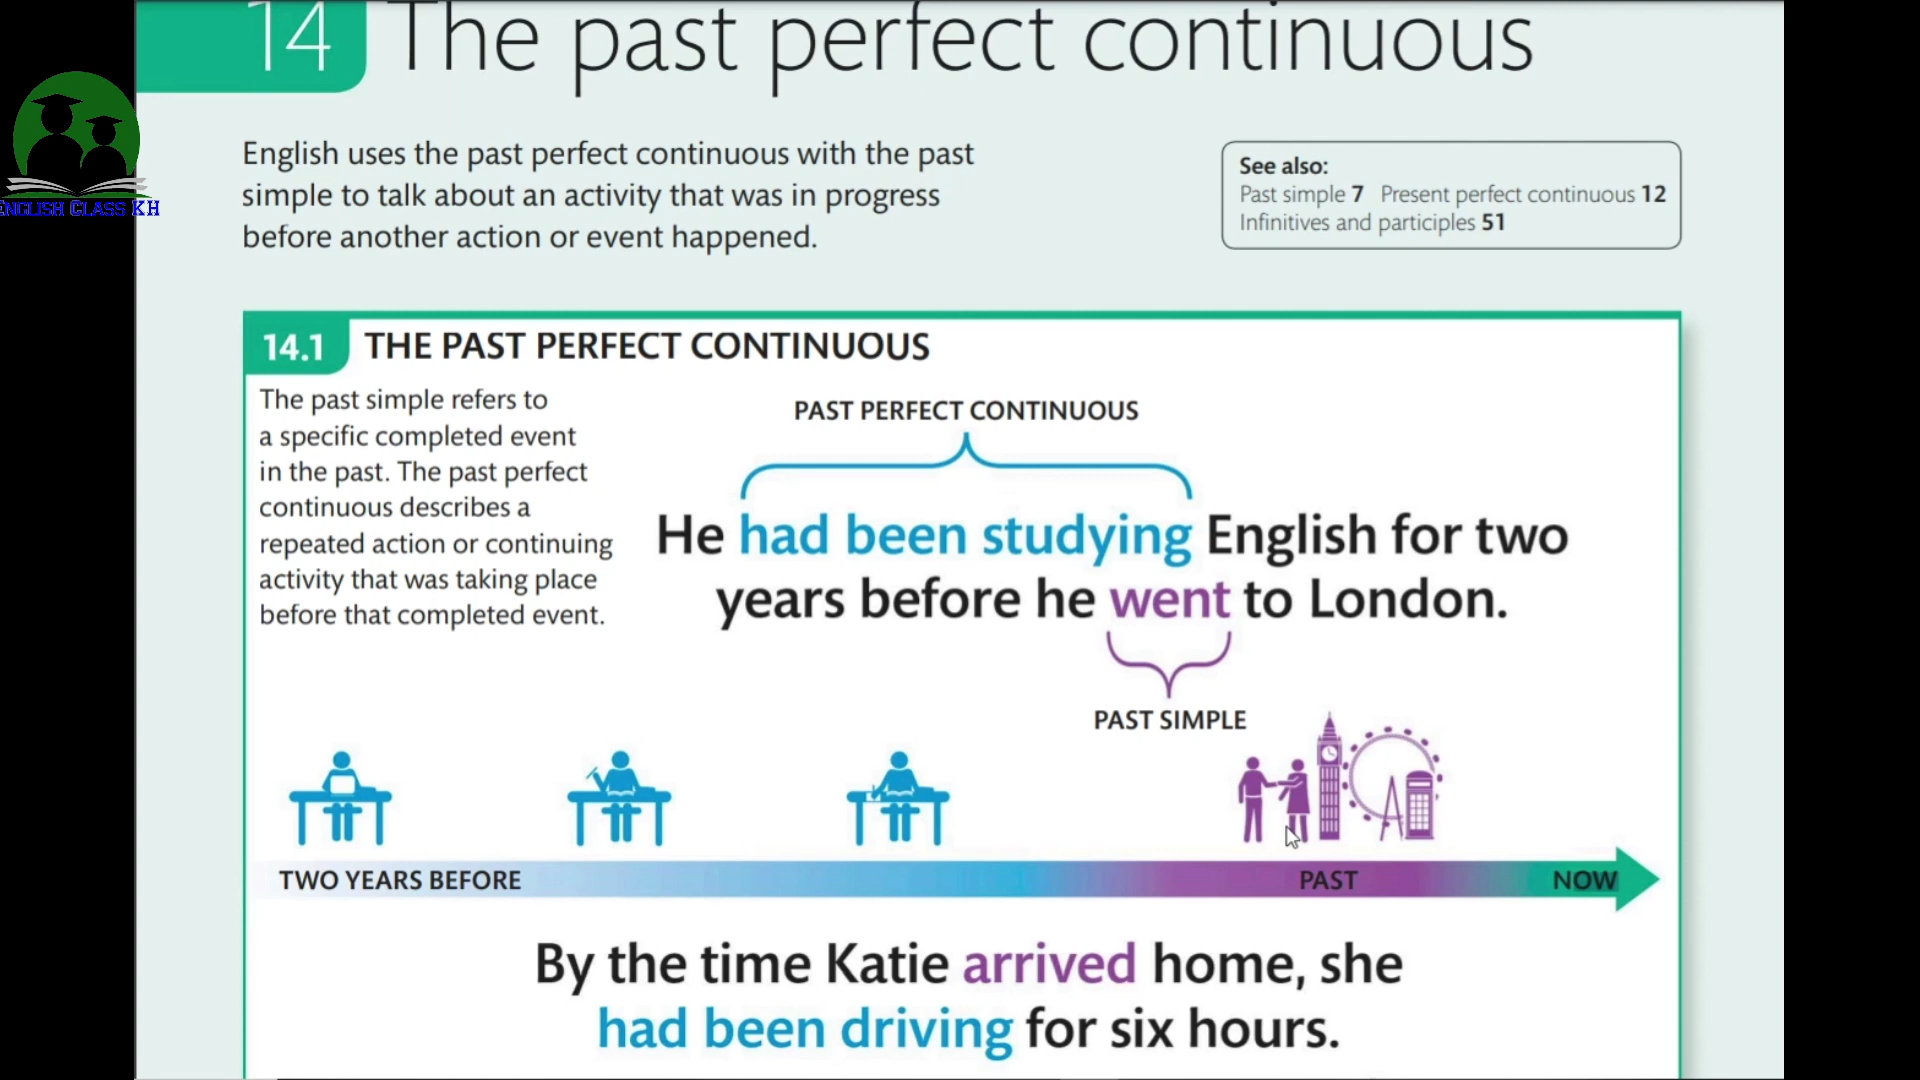 14 The past perfect continuous
ENGLISH CLASS KH
English uses the past perfect continuous with the past
simple to talk about an activity that was in progress
before another action or event happened.
See also:
Past simple 7 Present perfect continuous 12
Infinitives and participles 51
14.1 THE PAST PERFECT CONTINUOUS
The past simple refers to
a specific completed event
in the past. The past perfect
continuous describes a
repeated action or continuing
activity that was taking place
before that completed event.
PAST PERFECT CONTINUOUS
He had been studying English for two
years before he went to London.
PAST SIMPLE
TWO YEARS BEFORE PAST NOW
By the time Katie arrived home, she
had been driving for six hours.